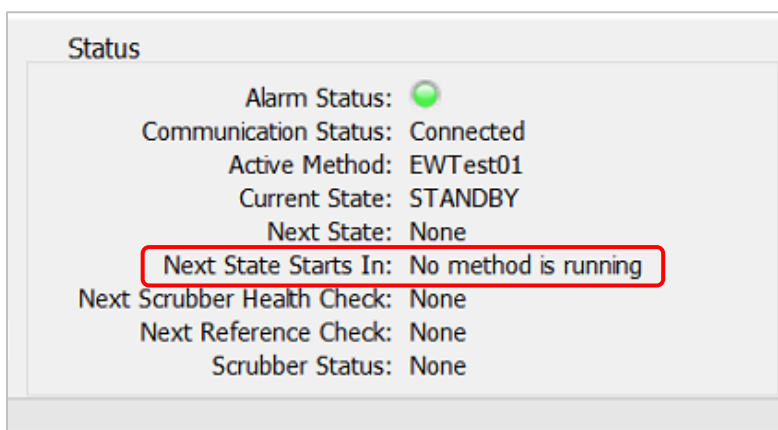 Status
Alarm Status:
Communication Status: Connected
Active Method: EWTest01
Current State: STANDBY
Next State: None
Next State Starts In: No method is running
Next Scrubber Health Check: None
Next Reference Check: None
Scrubber Status: None